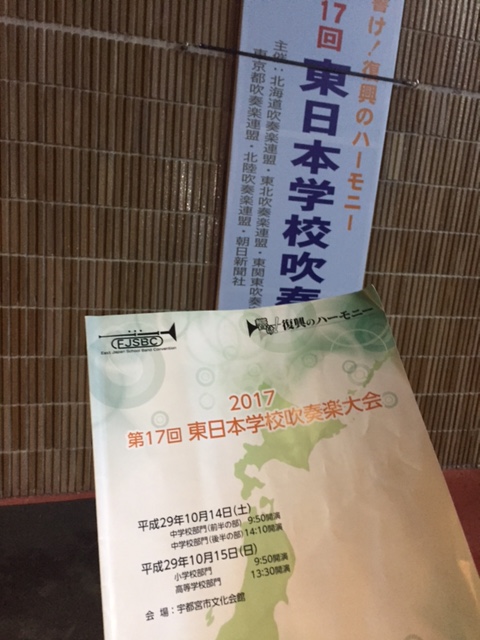 響け!復興のハーモニー
17回 東日本学校吹奏
主催:北海道吹奏楽連盟・東北吹奏楽連盟・東関東吹奏
東京都吹奏楽連盟・北陸吹奏楽連盟・朝日新聞社
EJSBC
East Japan School Band Convention
復興のハーモニー
2017
第17回 東日本学校吹奏楽大会
平成29年10月14日(土)
中学校部門(前半の部) 9:50開演
中学校部門(後半の部) 14:10開演
平成29年10月15日(日)
小学校部門 9:50開演
高等学校部門 13:30開演
会 場:宇都宮市文化会館